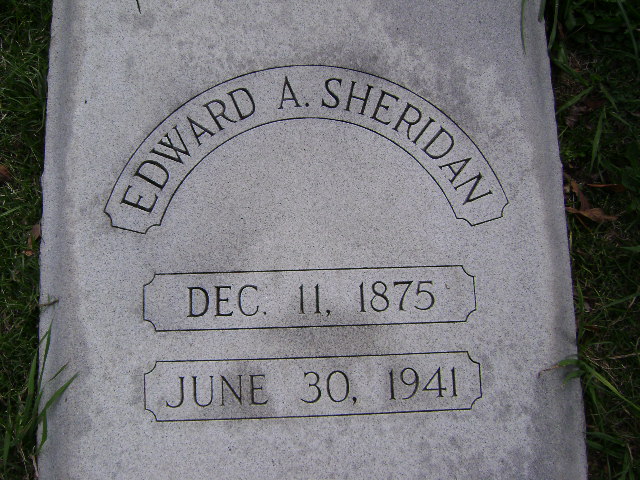 EDWARD A. SHERIDAN
DEC. 11, 1875
JUNE 30, 1941